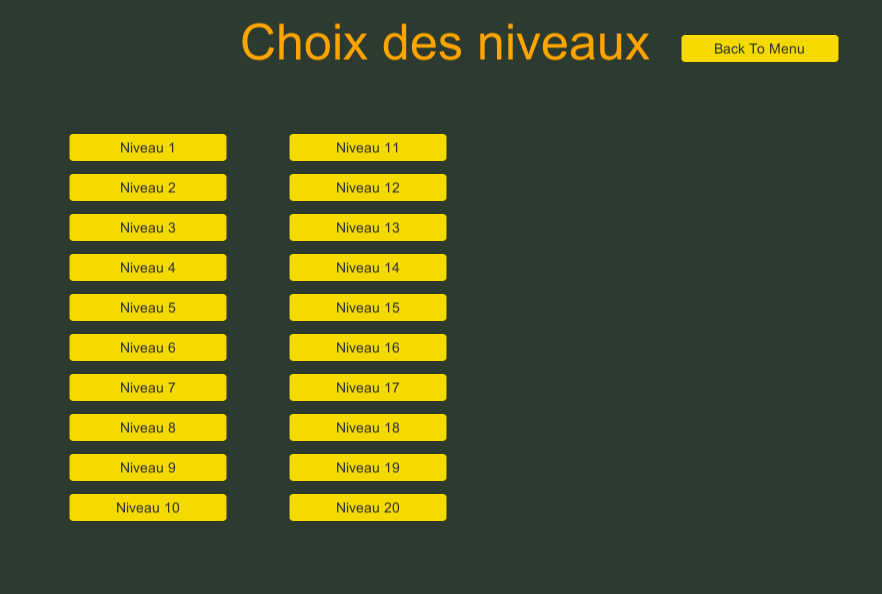 Choix des niveaux
Back To Menu
Niveau 1
Niveau 2
Niveau 3
Niveau 4
Niveau 5
Niveau 6
Niveau 7
Niveau 8
Niveau 9
Niveau 10
Niveau 11
Niveau 12
Niveau 13
Niveau 14
Niveau 15
Niveau 16
Niveau 17
Niveau 18
Niveau 19
Niveau 20